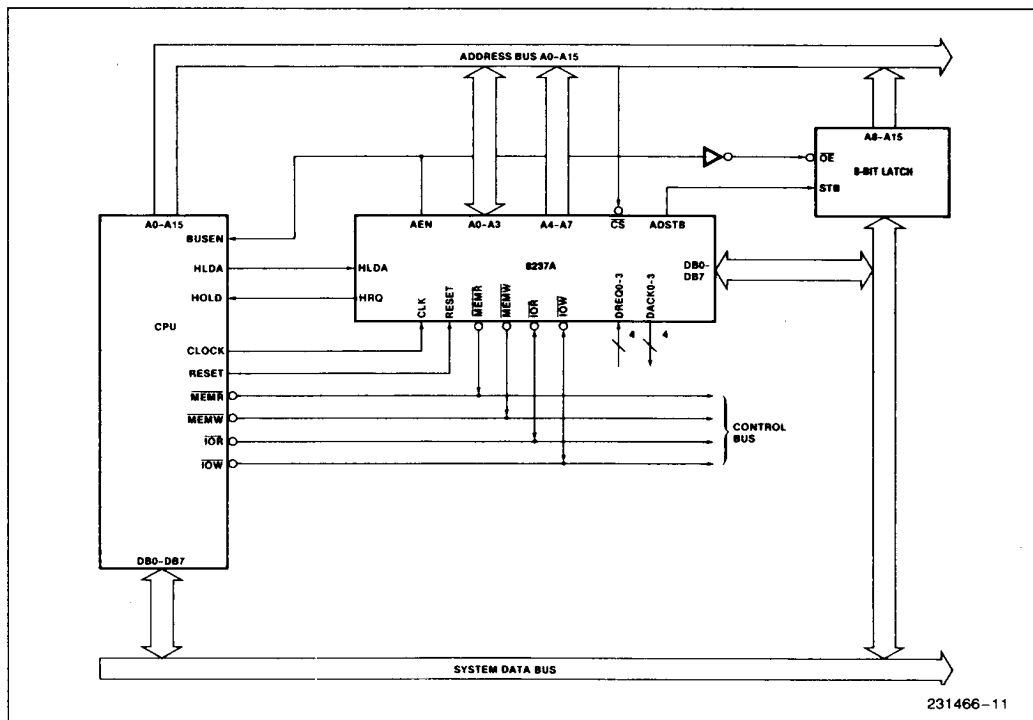 ADDRESS BUS A0-A15
A8-A15
OE
8-BIT LATCH
STB
A0-A15
BUSEN
AEN
A0-A3
A4-A7
CS
ADSTB
HLDA
HLDA
8237A
DB0-
DB7
HOLD
HRQ
CLK
RESET
MEMR
MEMW
IOR
IOW
DREQ0-3
DACK0-3
CPU
4
4
CLOCK
RESET
MEMR
MEMW
IOR
IOW
CONTROL
BUS
DB0-DB7
SYSTEM DATA BUS
231466-11